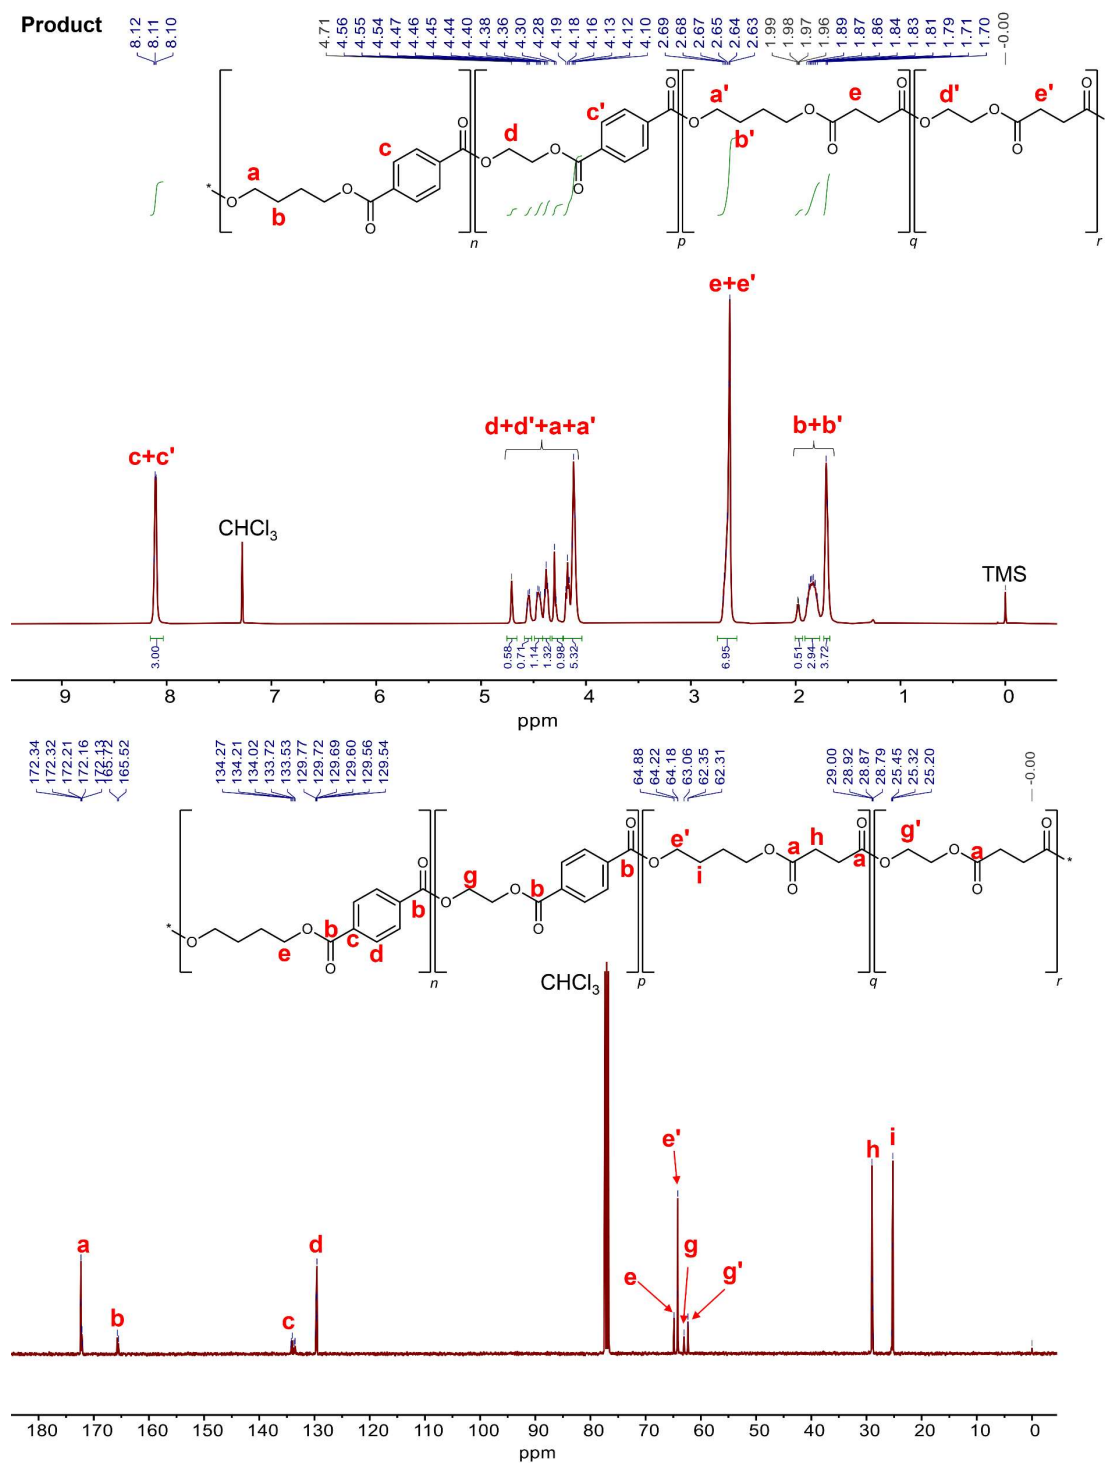 Product
8.12 8.11 8.10 4.71 4.56 4.55 4.54 4.47 4.46 4.45 4.44 4.40 4.38 4.36 4.30 4.28 4.19 4.18 4.16 4.13 4.12 4.10 2.69 2.68 2.67 2.65 2.64 2.63 1.99 1.98 1.97 1.96 1.89 1.87 1.86 1.84 1.83 1.81 1.79 1.71 1.70 -0.00
a' e d' e'
c' b'
d
c
a
b
* O O O O O O O O O O O O O O O O
n p q r
e+e'
d+d'+a+a' b+b'
c+c'
CHCl3
TMS
3.00 0.58 0.71 1.14 1.32 0.98 5.32 6.95 0.51 2.94 3.72
9 8 7 6 5 4 3 2 1 0
ppm
172.34 172.32 172.21 172.16 172.13 165.72 165.52 134.27 134.21 134.02 133.72 133.53 129.77 129.72 129.69 129.60 129.56 129.54 64.88 64.22 64.18 63.06 62.35 62.31 29.00 28.92 28.87 28.79 25.45 25.32 25.20 -0.00
e' a h a g' a
b i
g b
b
b c
e d
* O O O O O O O O O O O O O O O O *
n p q r
CHCl3
e'
h i
a b c d e g g'
180 170 160 150 140 130 120 110 100 90 80 70 60 50 40 30 20 10 0
ppm